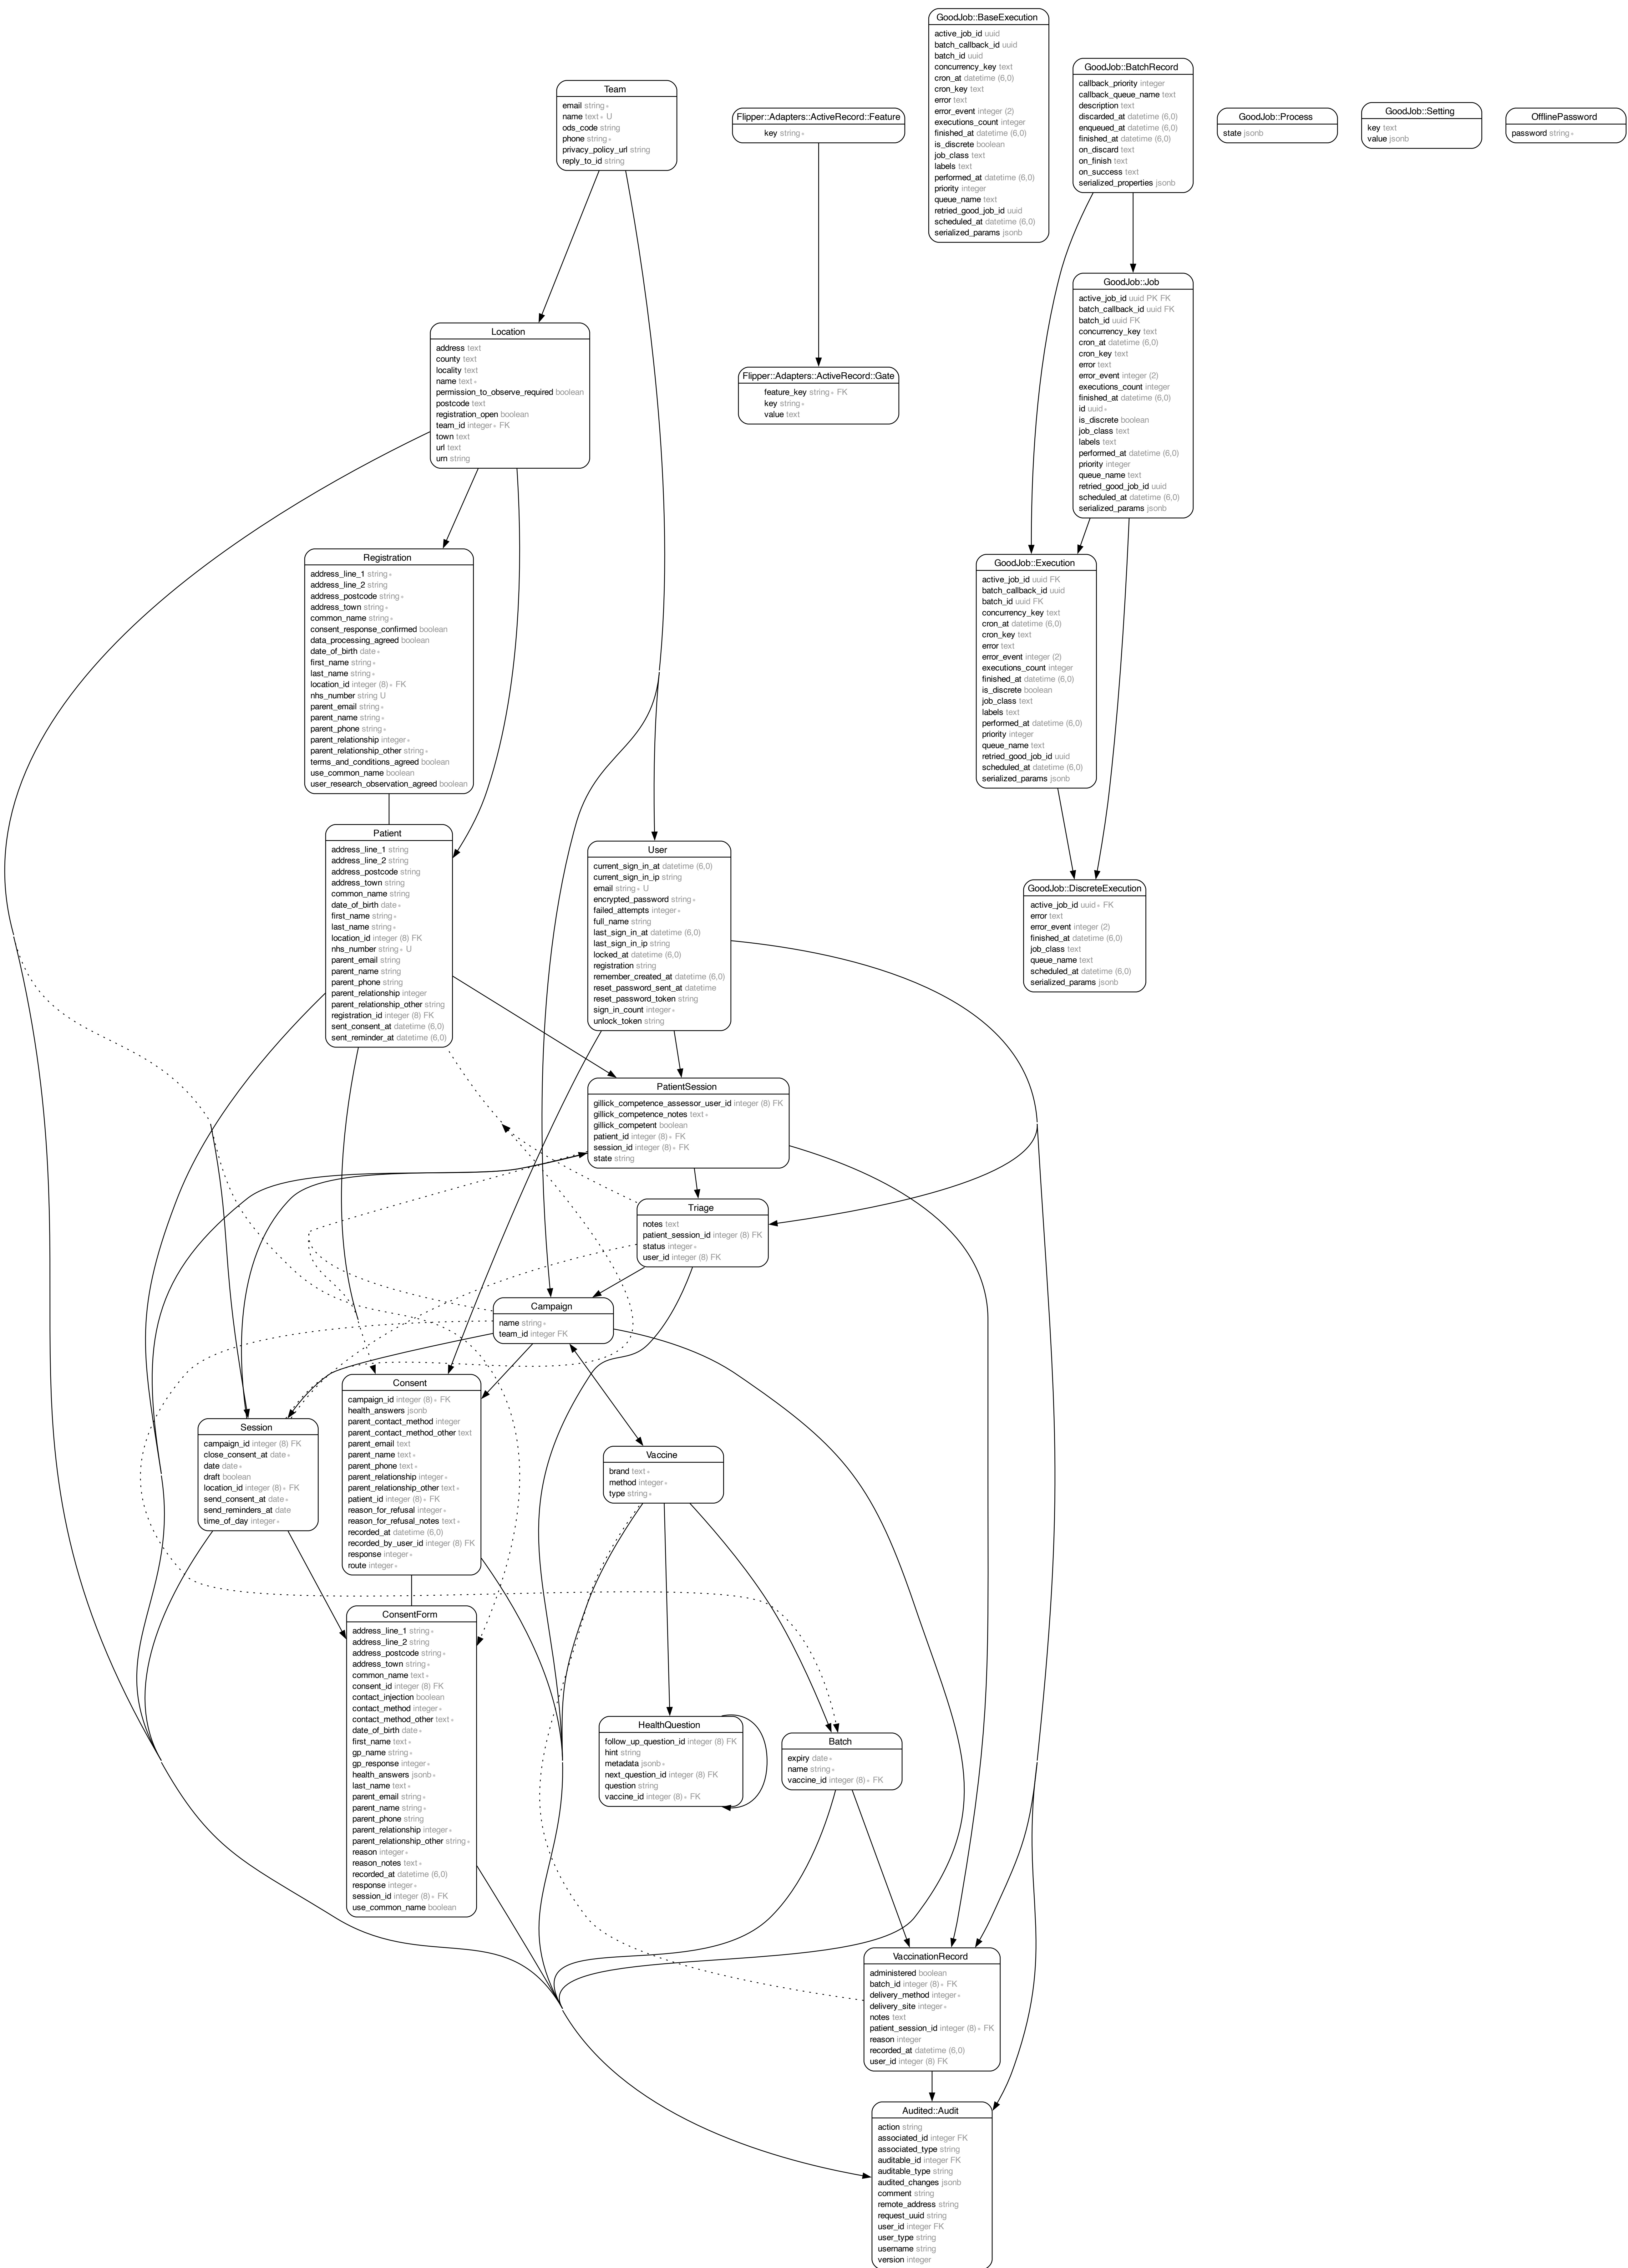 GoodJob::BaseExecution
active_job_id uuid
batch_callback_id uuid
batch_id uuid
concurrency_key text
cron_at datetime (6,0)
cron_key text
error text
error_event integer (2)
executions_count integer
finished_at datetime (6,0)
is_discrete boolean
job_class text
labels text
performed_at datetime (6,0)
priority integer
queue_name text
retried_good_job_id uuid
scheduled_at datetime (6,0)
serialized_params jsonb
GoodJob::BatchRecord
callback_priority integer
callback_queue_name text
description text
discarded_at datetime (6,0)
enqueued_at datetime (6,0)
finished_at datetime (6,0)
on_discard text
on_finish text
on_success text
serialized_properties jsonb
Team
email string ∗
name text ∗ U
ods_code string
phone string ∗
privacy_policy_url string
reply_to_id string
Flipper::Adapters::ActiveRecord::Feature
key string ∗
GoodJob::Process
state jsonb
GoodJob::Setting
key text
value jsonb
OfflinePassword
password string ∗
GoodJob::Job
active_job_id uuid PK FK
batch_callback_id uuid FK
batch_id uuid FK
concurrency_key text
cron_at datetime (6,0)
cron_key text
error text
error_event integer (2)
executions_count integer
finished_at datetime (6,0)
id uuid ∗
is_discrete boolean
job_class text
labels text
performed_at datetime (6,0)
priority integer
queue_name text
retried_good_job_id uuid
scheduled_at datetime (6,0)
serialized_params jsonb
Location
address text
county text
locality text
name text ∗
permission_to_observe_required boolean
postcode text
registration_open boolean
team_id integer ∗ FK
town text
url text
urn string
Flipper::Adapters::ActiveRecord::Gate
feature_key string ∗ FK
key string ∗
value text
Registration
address_line_1 string ∗
address_line_2 string
address_postcode string ∗
address_town string ∗
common_name string ∗
consent_response_confirmed boolean
data_processing_agreed boolean
date_of_birth date ∗
first_name string ∗
last_name string ∗
location_id integer (8) ∗ FK
nhs_number string U
parent_email string ∗
parent_name string ∗
parent_phone string ∗
parent_relationship integer ∗
parent_relationship_other string ∗
terms_and_conditions_agreed boolean
use_common_name boolean
user_research_observation_agreed boolean
GoodJob::Execution
active_job_id uuid FK
batch_callback_id uuid
batch_id uuid FK
concurrency_key text
cron_at datetime (6,0)
cron_key text
error text
error_event integer (2)
executions_count integer
finished_at datetime (6,0)
is_discrete boolean
job_class text
labels text
performed_at datetime (6,0)
priority integer
queue_name text
retried_good_job_id uuid
scheduled_at datetime (6,0)
serialized_params jsonb
Patient
address_line_1 string
address_line_2 string
address_postcode string
address_town string
common_name string
date_of_birth date ∗
first_name string ∗
last_name string ∗
location_id integer (8) FK
nhs_number string ∗ U
parent_email string
parent_name string
parent_phone string
parent_relationship integer
parent_relationship_other string
registration_id integer (8) FK
sent_consent_at datetime (6,0)
sent_reminder_at datetime (6,0)
User
current_sign_in_at datetime (6,0)
current_sign_in_ip string
email string ∗ U
encrypted_password string ∗
failed_attempts integer ∗
full_name string
last_sign_in_at datetime (6,0)
last_sign_in_ip string
locked_at datetime (6,0)
registration string
remember_created_at datetime (6,0)
reset_password_sent_at datetime
reset_password_token string
sign_in_count integer ∗
unlock_token string
GoodJob::DiscreteExecution
active_job_id uuid ∗ FK
error text
error_event integer (2)
finished_at datetime (6,0)
job_class text
queue_name text
scheduled_at datetime (6,0)
serialized_params jsonb
PatientSession
gillick_competence_assessor_user_id integer (8) FK
gillick_competence_notes text ∗
gillick_competent boolean
patient_id integer (8) ∗ FK
session_id integer (8) ∗ FK
state string
Triage
notes text
patient_session_id integer (8) FK
status integer ∗
user_id integer (8) FK
Campaign
name string ∗
team_id integer FK
Consent
campaign_id integer (8) ∗ FK
health_answers jsonb
parent_contact_method integer
parent_contact_method_other text
parent_email text
parent_name text ∗
parent_phone text ∗
parent_relationship integer ∗
parent_relationship_other text ∗
patient_id integer (8) ∗ FK
reason_for_refusal integer ∗
reason_for_refusal_notes text ∗
recorded_at datetime (6,0)
recorded_by_user_id integer (8) FK
response integer ∗
route integer ∗
Session
campaign_id integer (8) FK
close_consent_at date ∗
date date ∗
draft boolean
location_id integer (8) ∗ FK
send_consent_at date ∗
send_reminders_at date
time_of_day integer ∗
Vaccine
brand text ∗
method integer ∗
type string ∗
ConsentForm
address_line_1 string ∗
address_line_2 string
address_postcode string ∗
address_town string ∗
common_name text ∗
consent_id integer (8) FK
contact_injection boolean
contact_method integer ∗
contact_method_other text ∗
date_of_birth date ∗
first_name text ∗
gp_name string ∗
gp_response integer ∗
health_answers jsonb ∗
last_name text ∗
parent_email string ∗
parent_name string ∗
parent_phone string
parent_relationship integer ∗
parent_relationship_other string ∗
reason integer ∗
reason_notes text ∗
recorded_at datetime (6,0)
response integer ∗
session_id integer (8) ∗ FK
use_common_name boolean
HealthQuestion
follow_up_question_id integer (8) FK
hint string
metadata jsonb ∗
next_question_id integer (8) FK
question string
vaccine_id integer (8) ∗ FK
Batch
expiry date ∗
name string ∗
vaccine_id integer (8) ∗ FK
VaccinationRecord
administered boolean
batch_id integer (8) ∗ FK
delivery_method integer ∗
delivery_site integer ∗
notes text
patient_session_id integer (8) ∗ FK
reason integer
recorded_at datetime (6,0)
user_id integer (8) FK
Audited::Audit
action string
associated_id integer FK
associated_type string
auditable_id integer FK
auditable_type string
audited_changes jsonb
comment string
remote_address string
request_uuid string
user_id integer FK
user_type string
username string
version integer